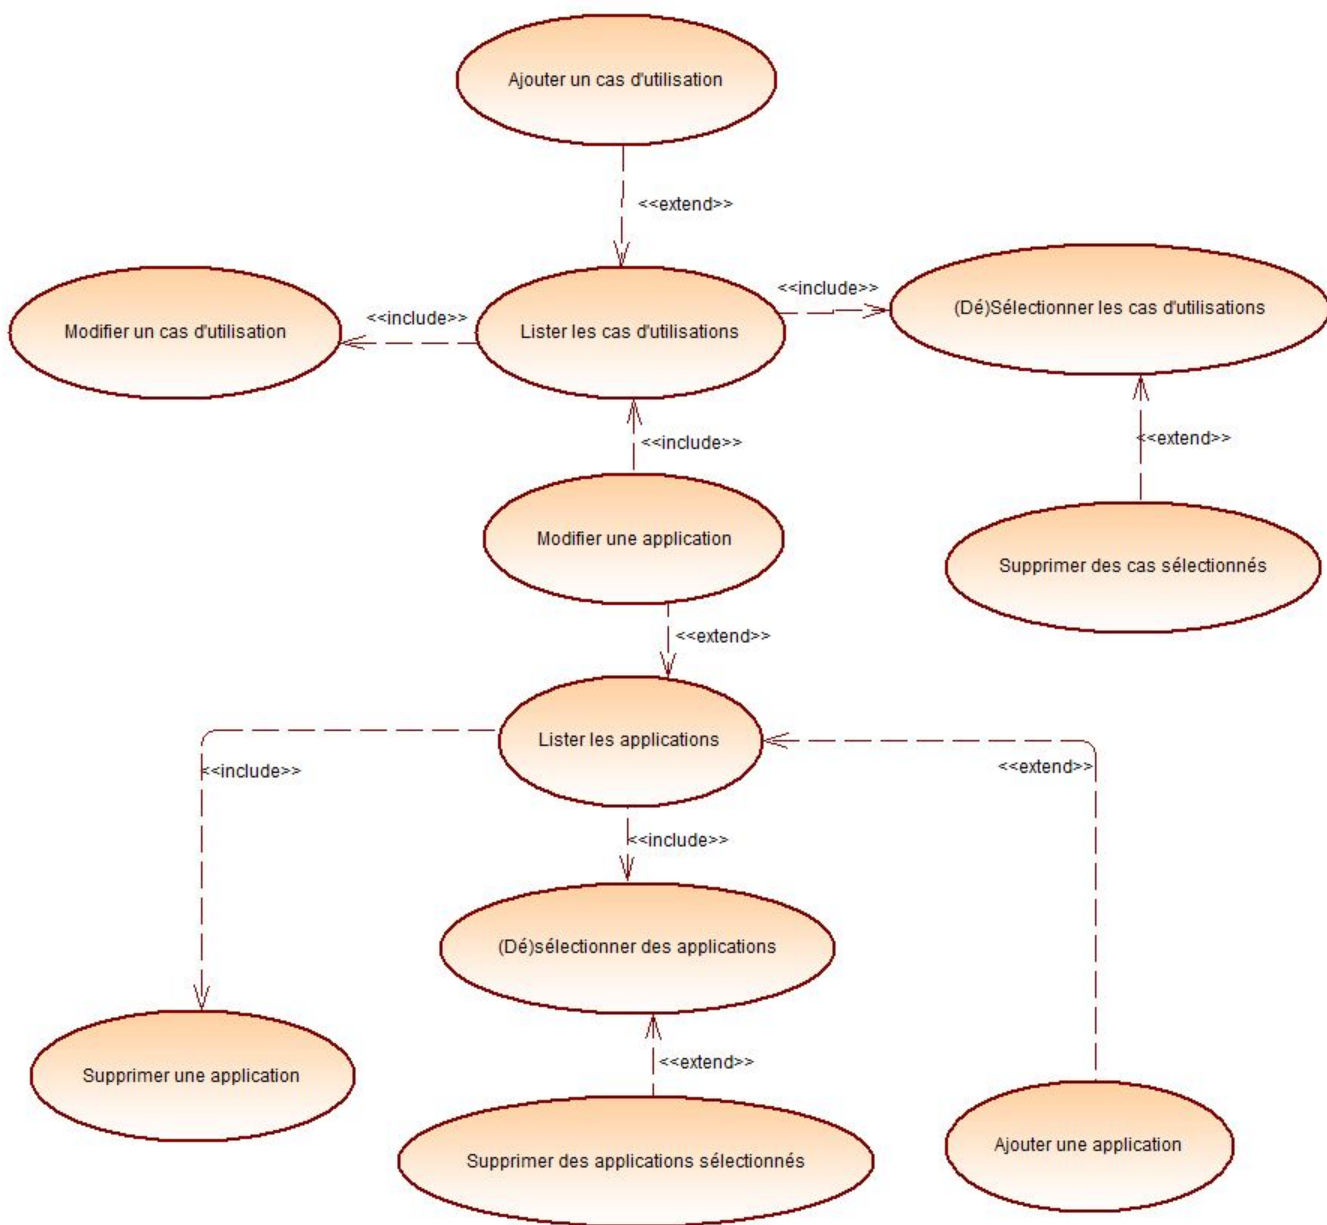 Ajouter un cas d'utilisation
<<extend>>
<<include>>
(Dé)Sélectionner les cas d'utilisations
Modifier un cas d'utilisation
<<include>>
Lister les cas d'utilisations
<<include>>
<<extend>>
Modifier une application
Supprimer des cas sélectionnés
<<extend>>
Lister les applications
<<include>>
<<extend>>
<<include>>
(Dé)sélectionner des applications
<<extend>>
Supprimer une application
Supprimer des applications sélectionnés
Ajouter une application